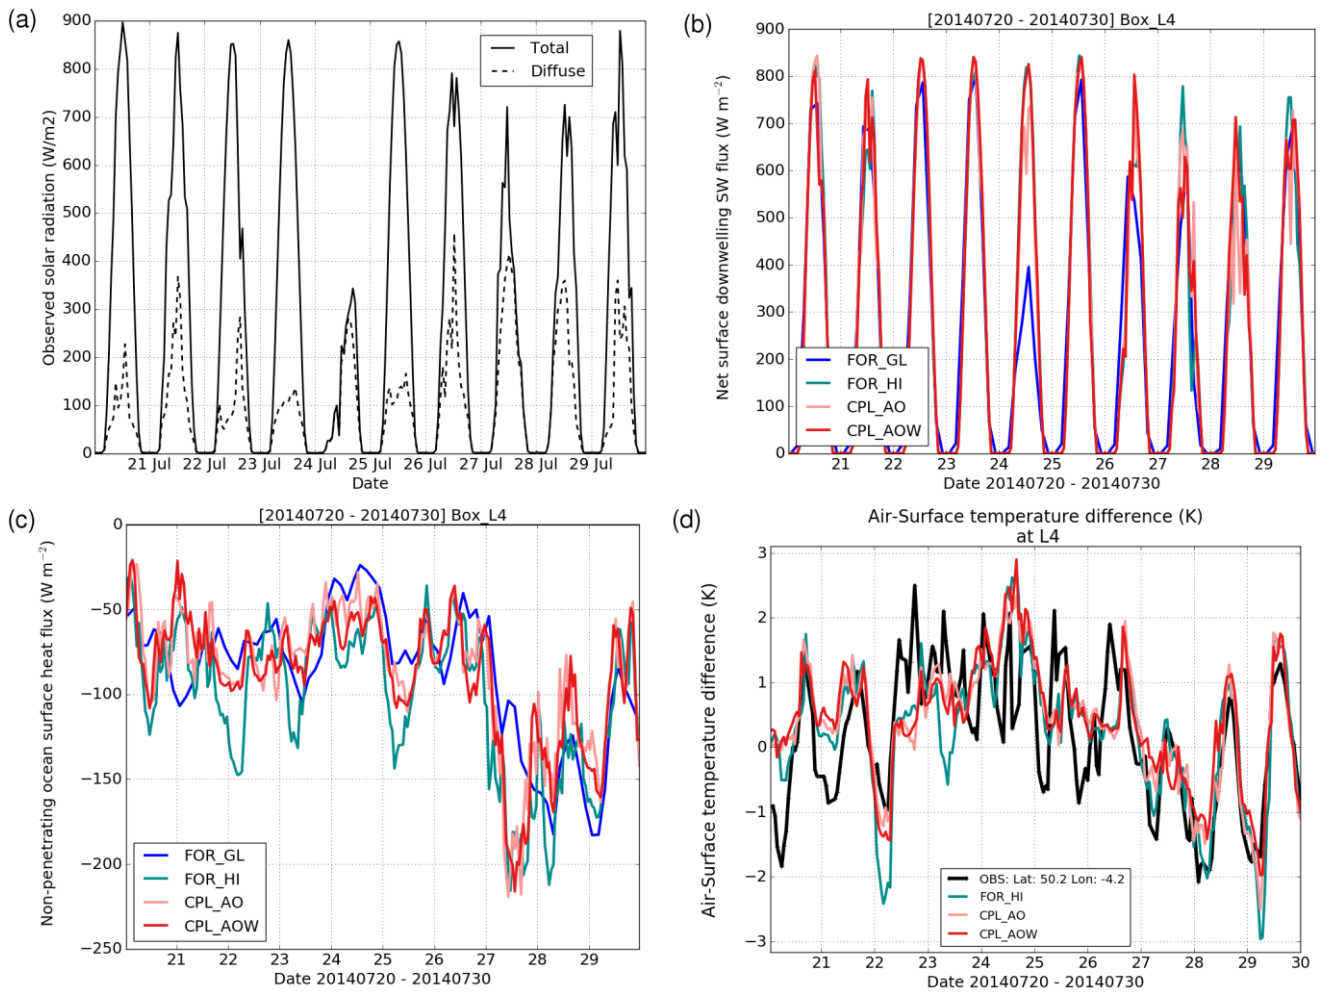 (a)
900
800
700
600
500
400
300
200
100
0
Observed solar radiation (W/m2)
Total
Diffuse
21 Jul 22 Jul 23 Jul 24 Jul 25 Jul 26 Jul 27 Jul 28 Jul 29 Jul
Date
(b)
[20140720 - 20140730] Box_L4
900
800
700
600
500
400
300
200
100
0
Net surface downwelling SW flux (W m⁻²)
FOR_GL
FOR_HI
CPL_AO
CPL_AOW
21 22 23 24 25 26 27 28 29
Date 20140720 - 20140730
(c)
[20140720 - 20140730] Box_L4
0
−50
−100
−150
−200
−250
Non-penetrating ocean surface heat flux (W m⁻²)
FOR_GL
FOR_HI
CPL_AO
CPL_AOW
21 22 23 24 25 26 27 28 29
Date 20140720 - 20140730
(d)
Air-Surface temperature difference (K)
at L4
3
2
1
0
−1
−2
−3
Air-Surface temperature difference (K)
OBS: Lat: 50.2 Lon: -4.2
FOR_HI
CPL_AO
CPL_AOW
21 22 23 24 25 26 27 28 29 30
Date 20140720 - 20140730